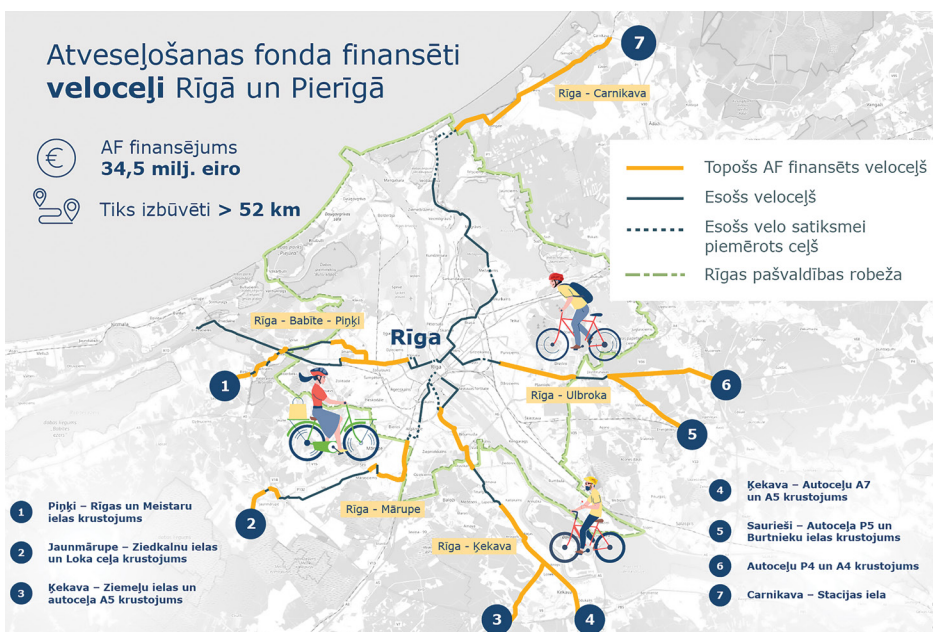 Atveseļošanas fonda finansēti
veloceļi Rīgā un Pierīgā
AF finansējums
34,5 milj. eiro
Tiks izbūvēti > 52 km
7
Rīga - Carnikava
Topošs AF finansēts veloceļš
Esošs veloceļš
Esošs velo satiksmei
piemērots ceļš
Rīgas pašvaldības robeža
Rīga - Babīte - Piņķi
Rīga
Rīga
1
Rīga - Ulbroka
6
5
Rīga - Mārupe
2
Rīga - Ķekava
3
4
1
Piņķi – Rīgas un Meistaru
ielas krustojums
2
Jaunmārupe – Ziedkalnu ielas
un Loka ceļa krustojums
3
Ķekava – Ziemeļu ielas un
autoceļa A5 krustojums
4
Ķekava – Autoceļu A7
un A5 krustojums
5
Saurieši – Autoceļa P5 un
Burtnieku ielas krustojums
6
Autoceļu P4 un A4 krustojums
7
Carnikava – Stacijas iela